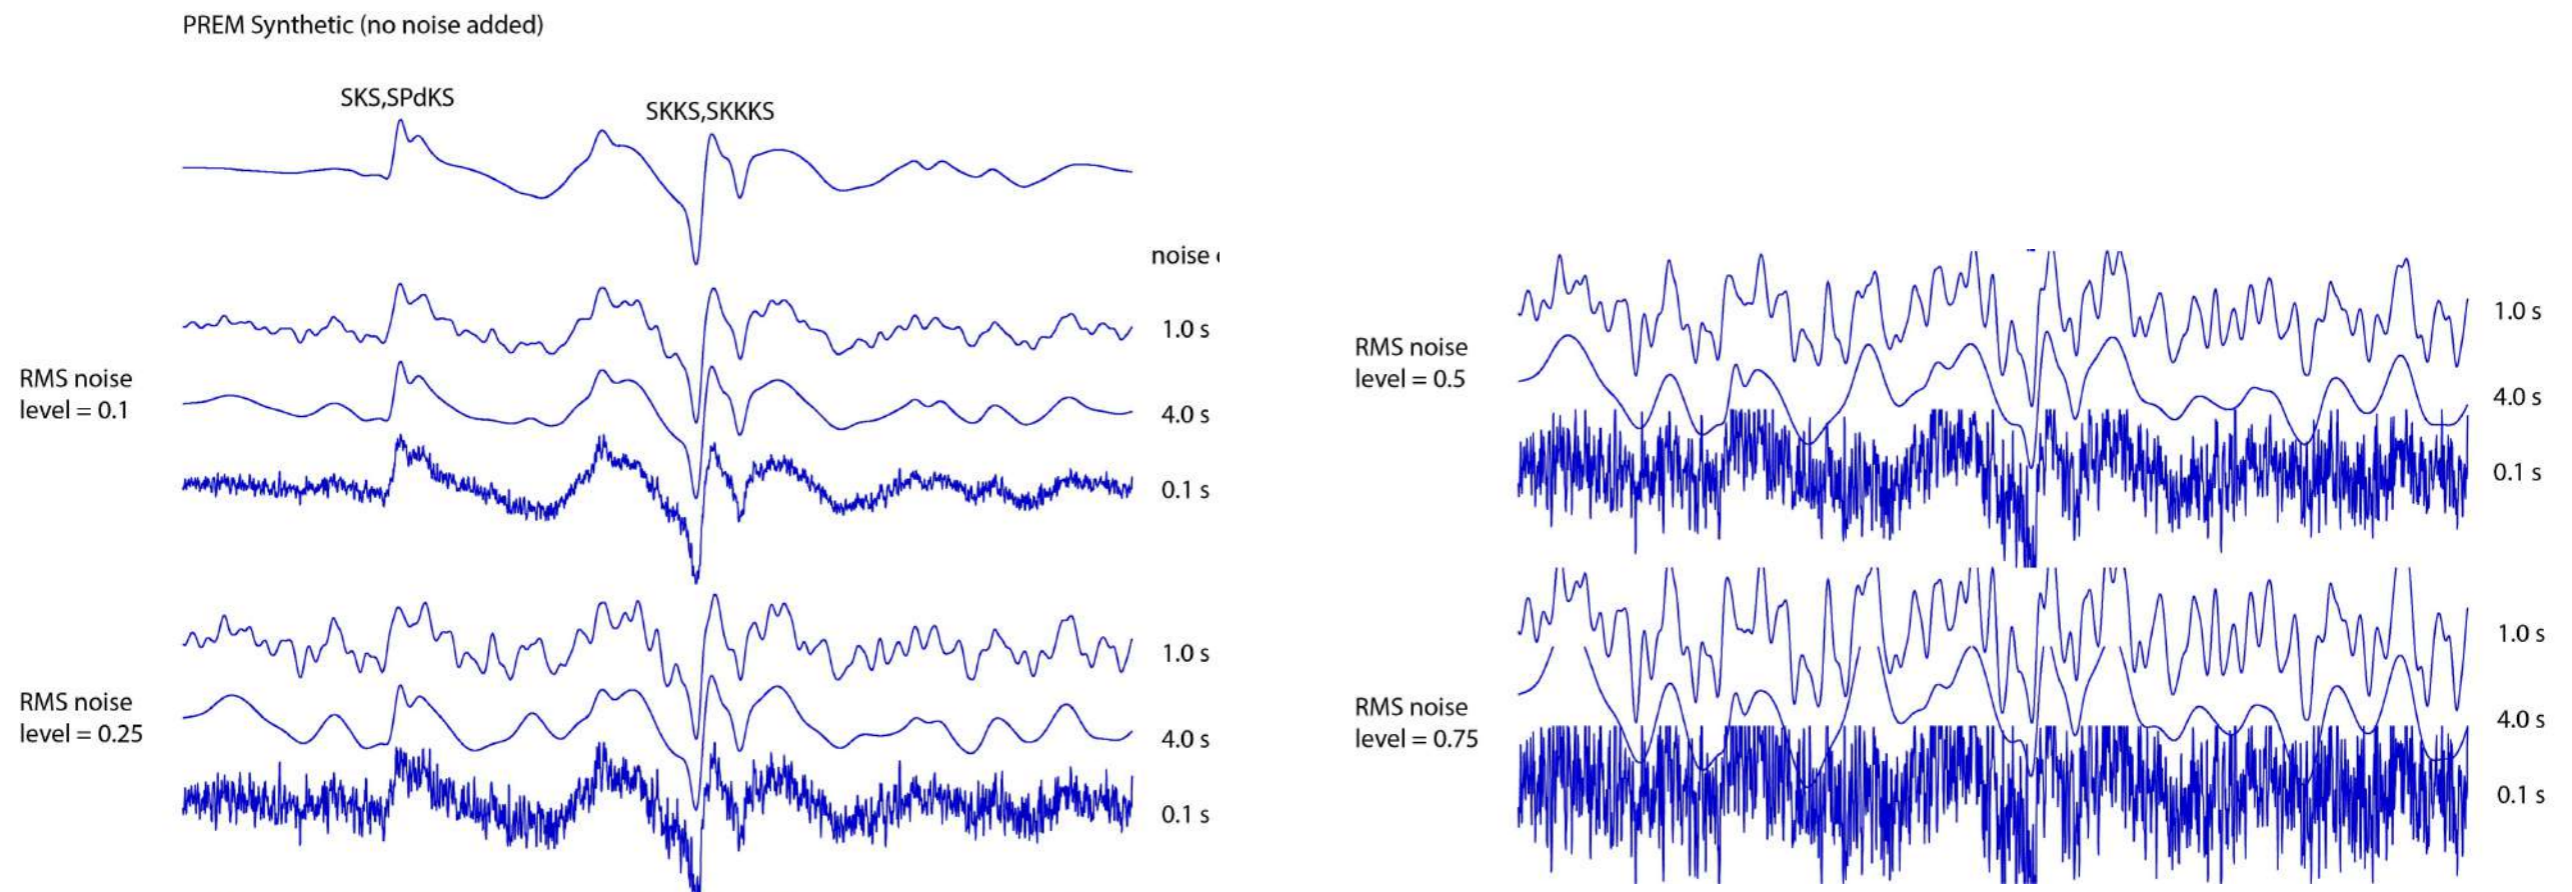 PREM Synthetic (no noise added)
SKS,SPdKS
SKKS,SKKKS
noise
1.0 s
RMS noise
level = 0.1
4.0 s
0.1 s
1.0 s
RMS noise
level = 0.25
4.0 s
0.1 s
1.0 s
RMS noise
level = 0.5
4.0 s
0.1 s
1.0 s
RMS noise
level = 0.75
4.0 s
0.1 s